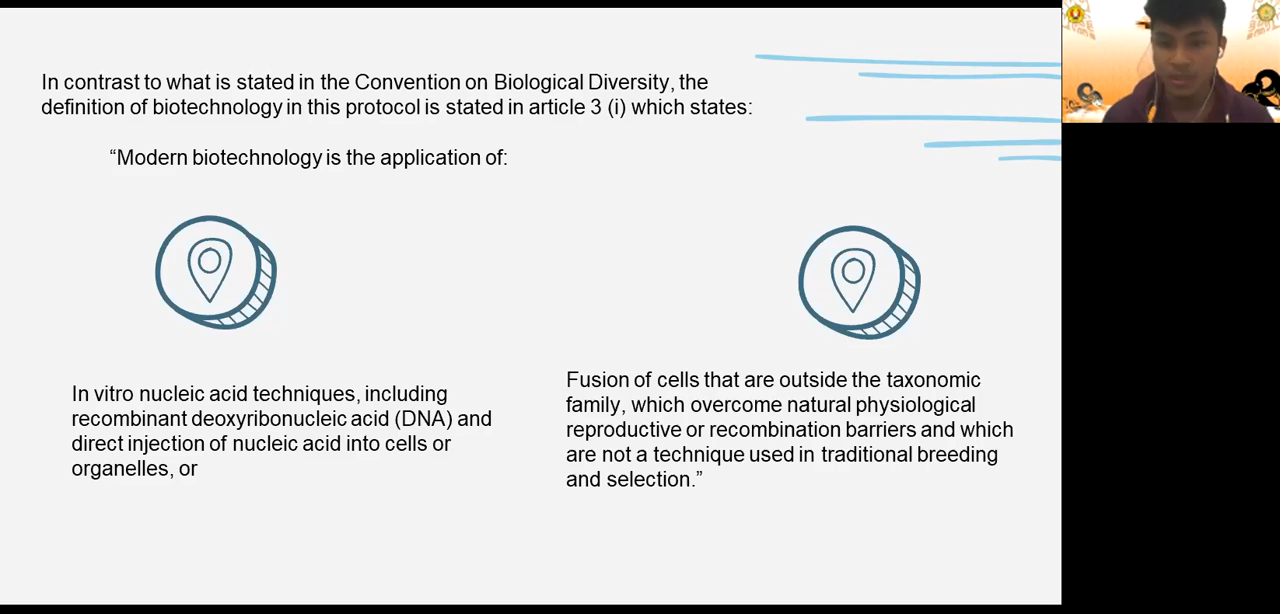 In contrast to what is stated in the Convention on Biological Diversity, the
definition of biotechnology in this protocol is stated in article 3 (i) which states:
“Modern biotechnology is the application of:
In vitro nucleic acid techniques, including
recombinant deoxyribonucleic acid (DNA) and
direct injection of nucleic acid into cells or
organelles, or
Fusion of cells that are outside the taxonomic
family, which overcome natural physiological
reproductive or recombination barriers and which
are not a technique used in traditional breeding
and selection.”